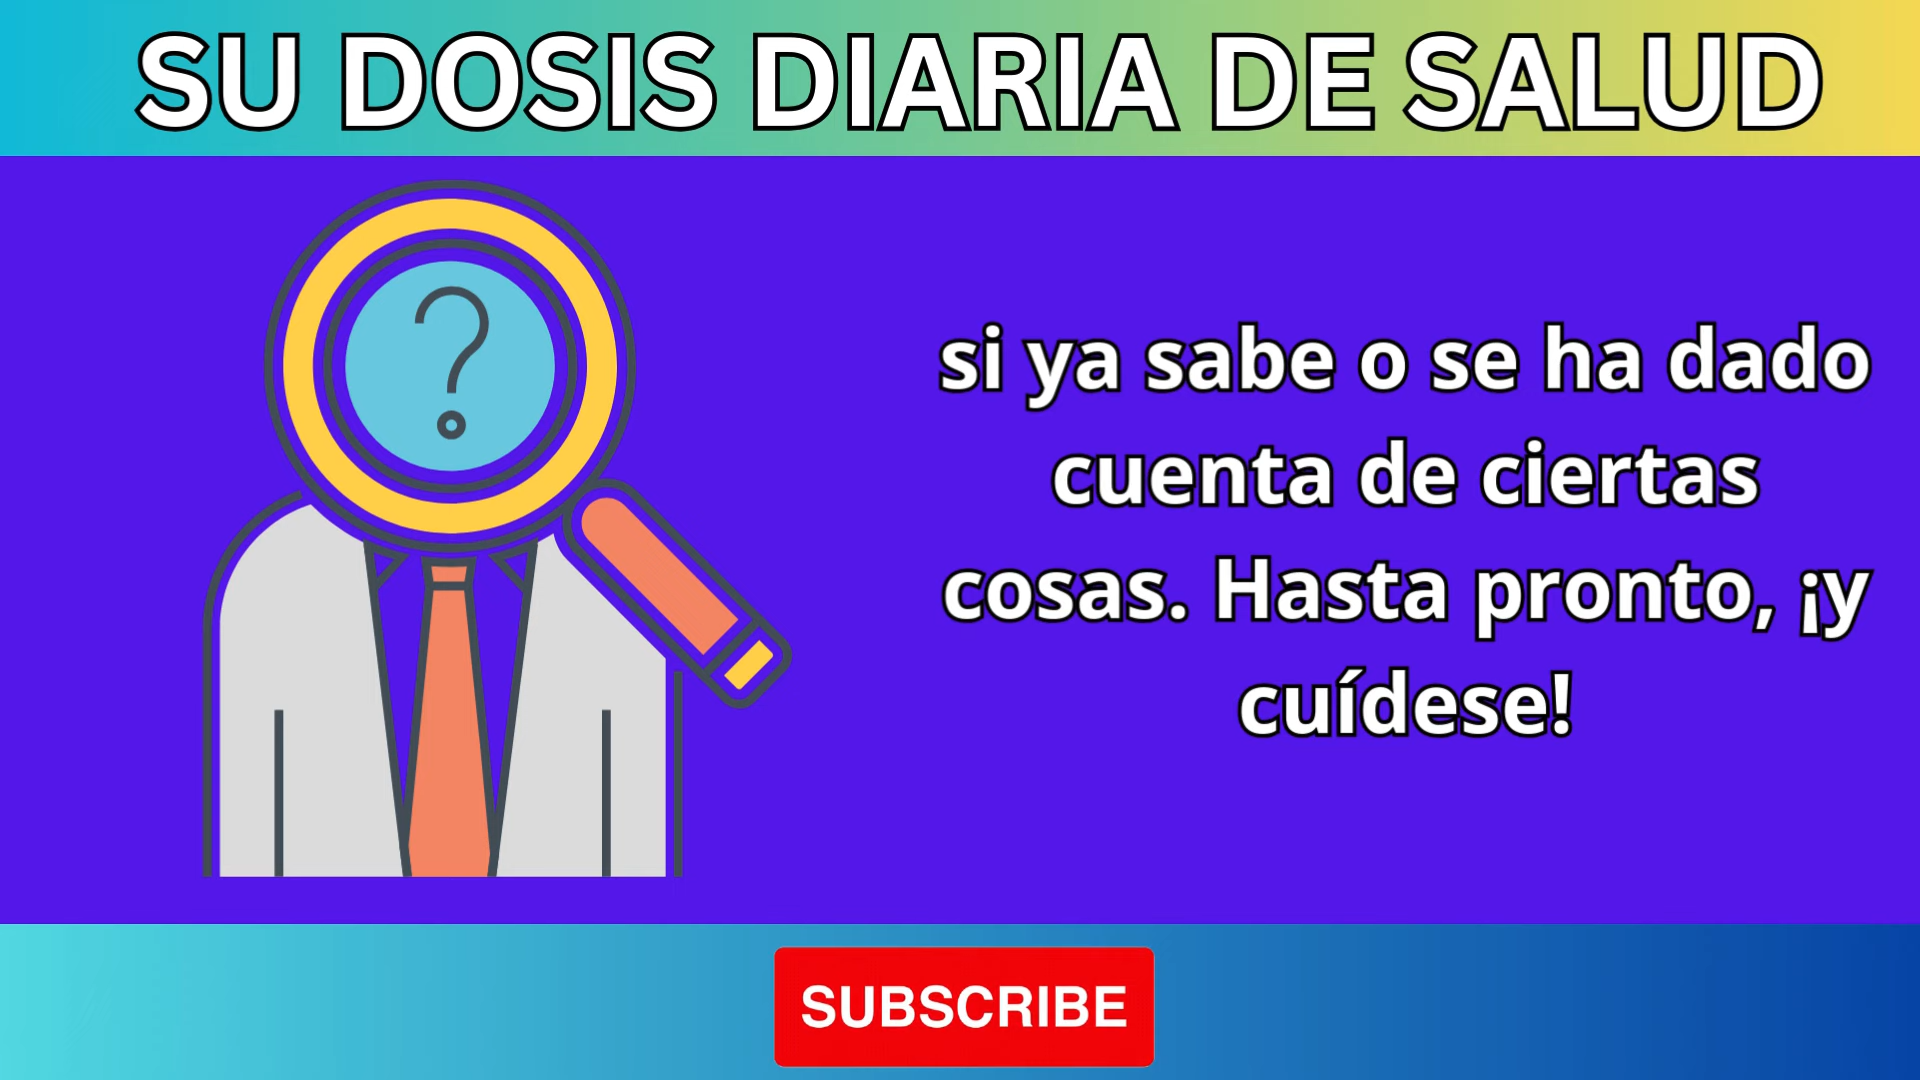 SU DOSIS DIARIA DE SALUD
?
si ya sabe o se ha dado
cuenta de ciertas
cosas. Hasta pronto, ¡y
cuídese!
SUBSCRIBE